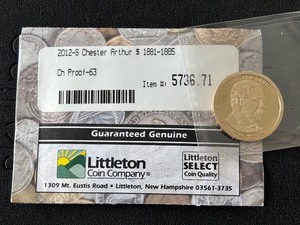 2012-S Chester Arthur $ 1881-1885
Ch Proof-63
Item #: 5736.71
Guaranteed Genuine
Littleton
Coin Company®
Littleton
SELECT
Coin Quality
1309 Mt. Eustis Road • Littleton, New Hampshire 03561-3735